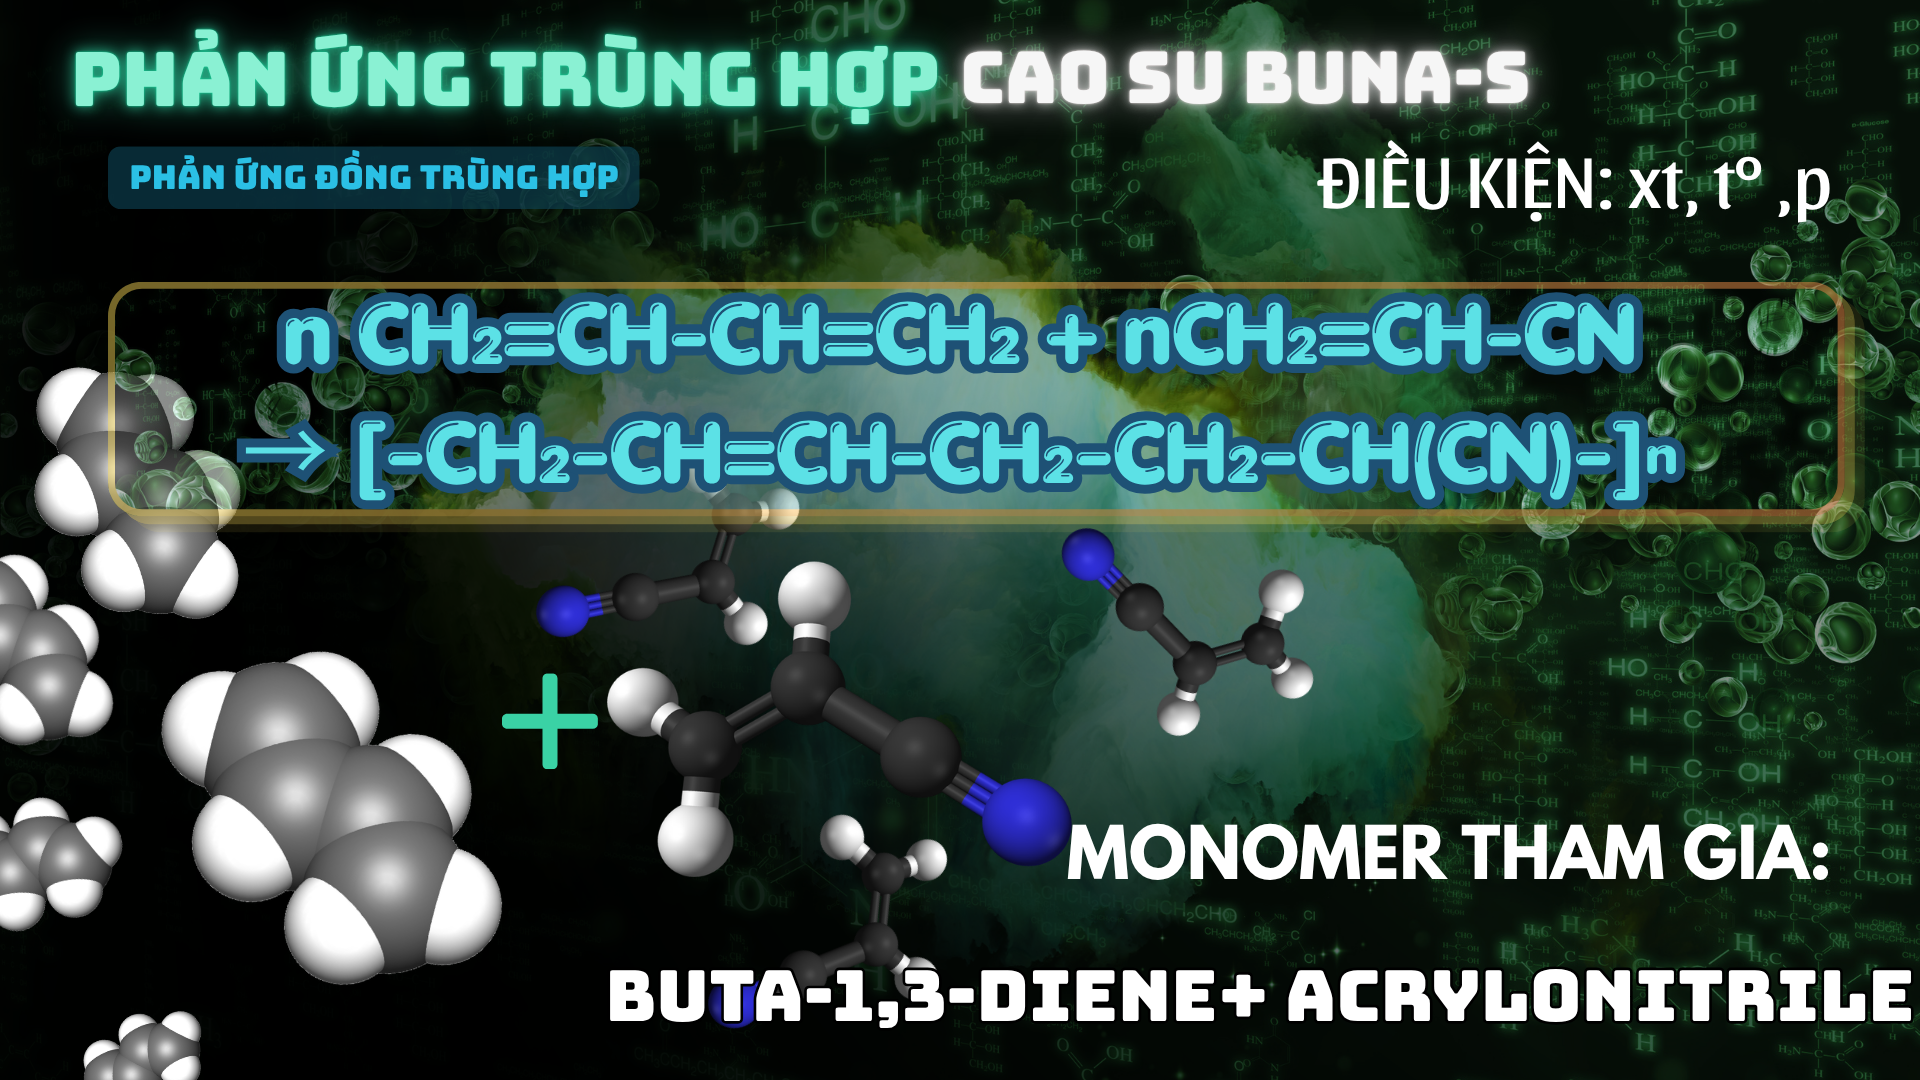 PHẢN ỨNG TRÙNG HỢP CAO SU BUNA-S
PHẢN ỨNG ĐỒNG TRÙNG HỢP
ĐIỀU KIỆN: xt, tº ,p
n CH₂=CH-CH=CH₂ + nCH₂=CH-CN
→ [-CH₂-CH=CH-CH₂-CH₂-CH(CN)-]n
MONOMER THAM GIA:
BUTA-1,3-DIENE+ ACRYLONITRILE